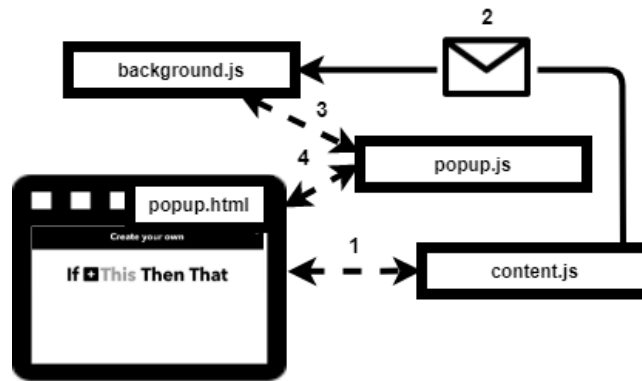 2
background.js
3
popup.js
4
popup.html
Create your own
If + This Then That
1
content.js